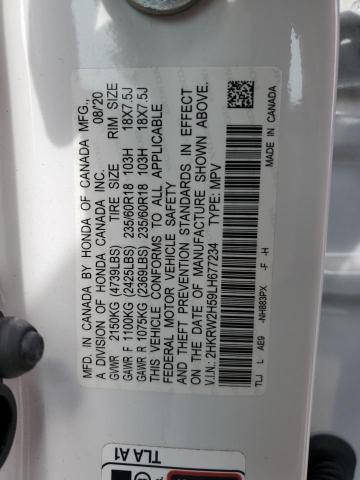 MFD. IN CANADA BY HONDA OF CANADA MFG.,
A DIVISION OF HONDA CANADA INC. 08/20
GVWR 2150KG (4739LBS) TIRE SIZE RIM SIZE
GAWR F 1100KG (2425LBS) 235/60R18 103H 18X7.5J
GAWR R 1075KG (2369LBS) 235/60R18 103H 18X7.5J
THIS VEHICLE CONFORMS TO ALL APPLICABLE
FEDERAL MOTOR VEHICLE SAFETY
AND THEFT PREVENTION STANDARDS IN EFFECT
ON THE DATE OF MANUFACTURE SHOWN ABOVE.
V.I.N.: 2HKRW2H59LH677234 TYPE: MPV
TLJ L AE9 -NH883PX -F -H MADE IN CANADA
TLA A1